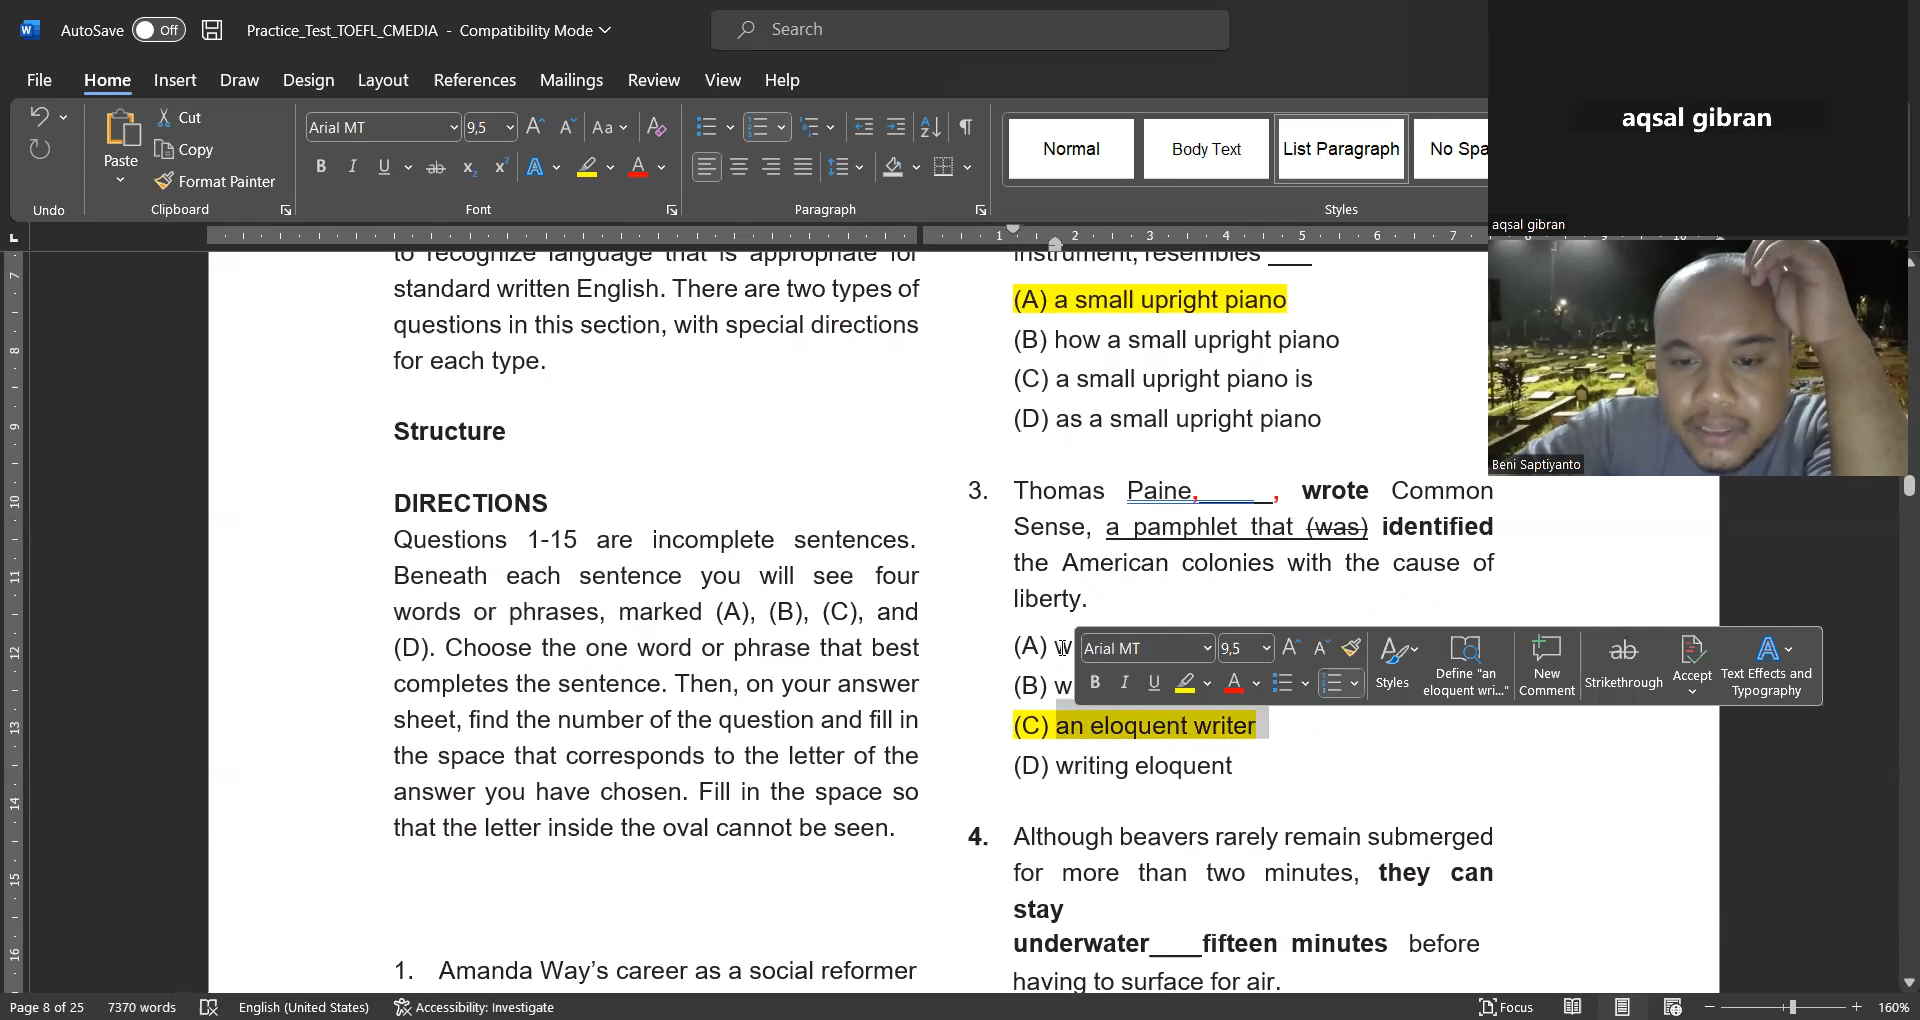 AutoSave Off Practice_Test_TOEFL_CMEDIA - Compatibility Mode Search
File Home Insert Draw Design Layout References Mailings Review View Help
Paste Cut Copy Format Painter
Arial MT 9,5 Aa
Normal Body Text List Paragraph No Spa
Undo Clipboard Font Paragraph Styles
aqsal gibran
aqsal gibran
Beni Saptiyanto
to recognize language that is appropriate for
standard written English. There are two types of
questions in this section, with special directions
for each type.
Structure
DIRECTIONS
Questions 1-15 are incomplete sentences.
Beneath each sentence you will see four
words or phrases, marked (A), (B), (C), and
(D). Choose the one word or phrase that best
completes the sentence. Then, on your answer
sheet, find the number of the question and fill in
the space that corresponds to the letter of the
answer you have chosen. Fill in the space so
that the letter inside the oval cannot be seen.
1. Amanda Way’s career as a social reformer
instrument, resembles ___
(A) a small upright piano
(B) how a small upright piano
(C) a small upright piano is
(D) as a small upright piano
3. Thomas Paine,_____, wrote Common
Sense, a pamphlet that (was) identified
the American colonies with the cause of
liberty.
(A) w
(B) w
(C) an eloquent writer
(D) writing eloquent
Arial MT 9,5
Styles Define "an eloquent wri..." New Comment Strikethrough Accept Text Effects and Typography
4. Although beavers rarely remain submerged
for more than two minutes, they can
stay
underwater____fifteen minutes before
having to surface for air.
Page 8 of 25 7370 words English (United States) Accessibility: Investigate Focus 160%